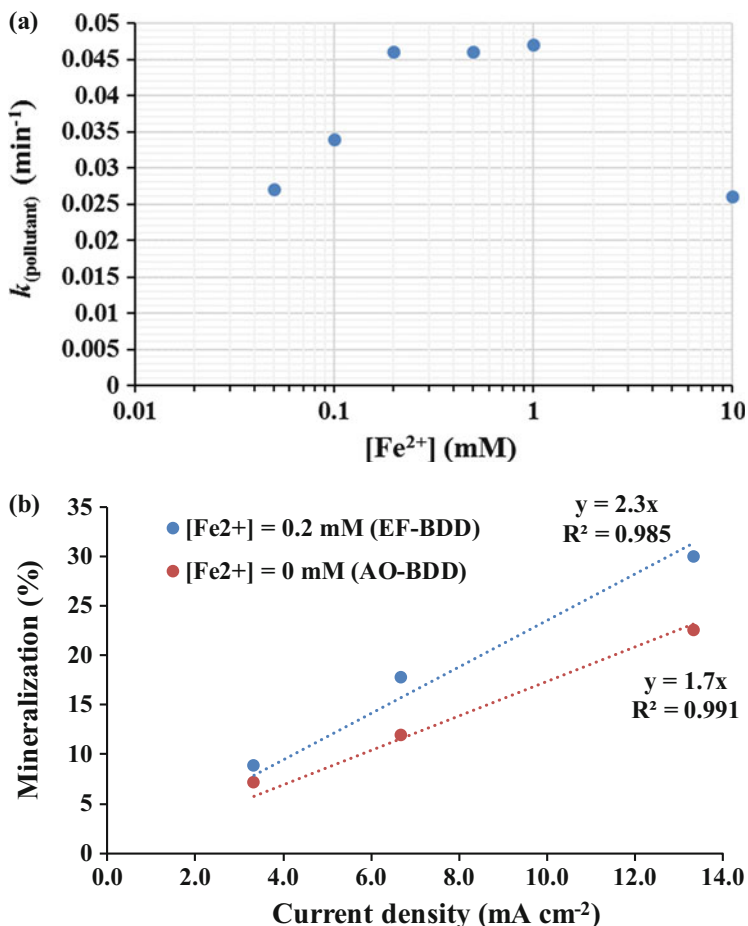 (a)
0.05
0.045
0.04
0.035
0.03
0.025
0.02
0.015
0.01
0.005
0
k(pollutant) (min⁻¹)
0.01 0.1 1 10
[Fe²⁺] (mM)
(b)
35
30
25
20
15
10
5
0
Mineralization (%)
[Fe2+] = 0.2 mM (EF-BDD)
[Fe2+] = 0 mM (AO-BDD)
y = 2.3x
R² = 0.985
y = 1.7x
R² = 0.991
0.0 2.0 4.0 6.0 8.0 10.0 12.0 14.0
Current density (mA cm⁻²)